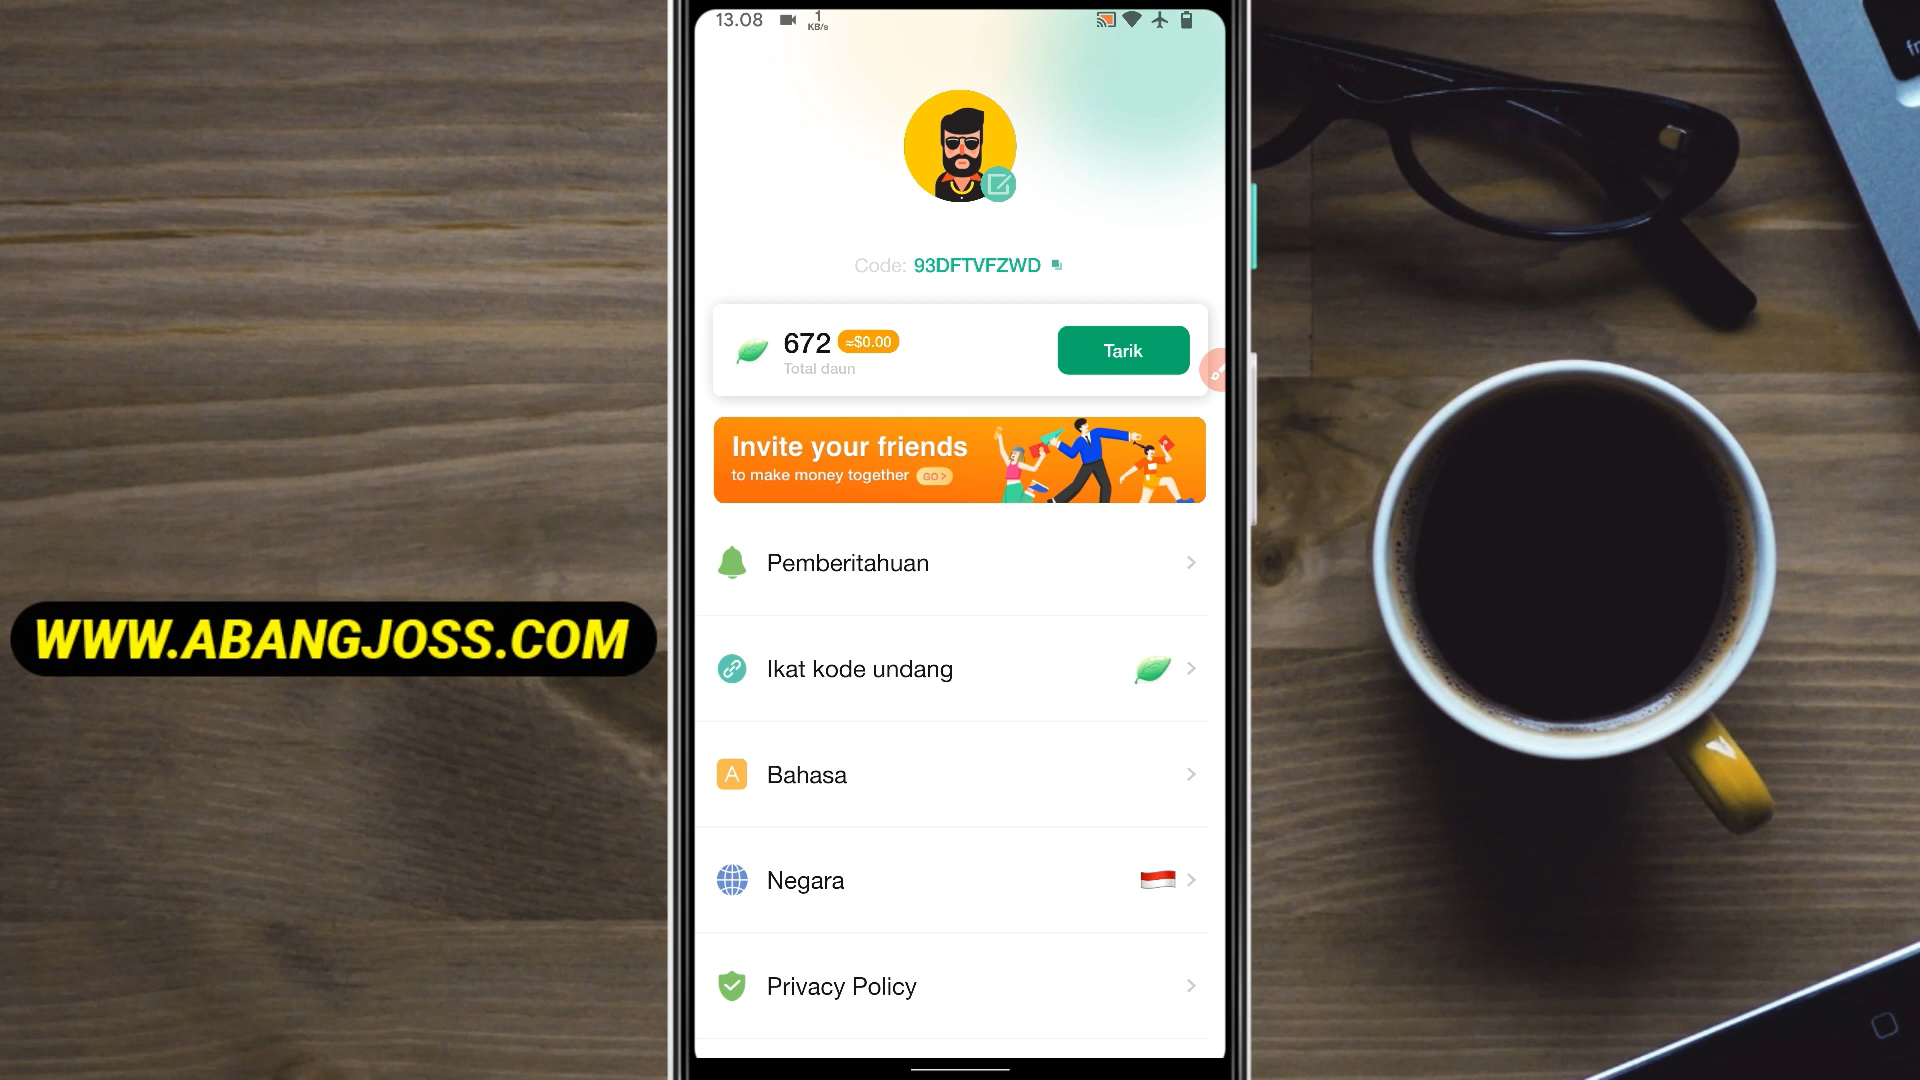 13.08
1
KB/s
Code: 93DFTVFZWD
672 ≈$0.00
Total daun
Tarik
Invite your friends
to make money together GO >
Pemberitahuan
Ikat kode undang
WWW.ABANGJOSS.COM
A Bahasa
Negara
Privacy Policy